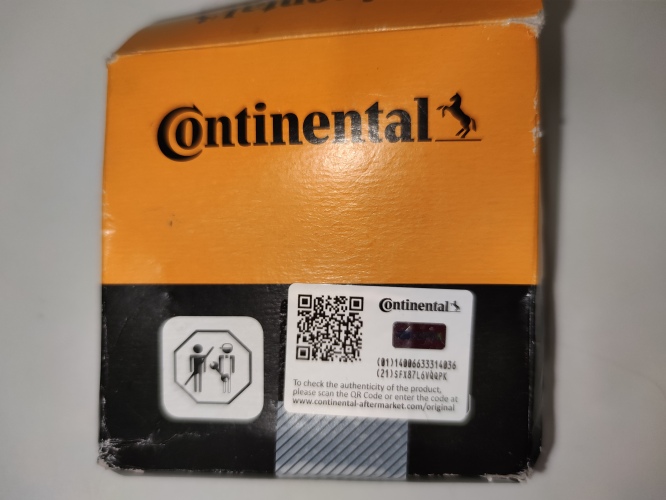 Continental
Continental
(01)14006633314036
(21)SFX87L6VQQPK
To check the authenticity of the product,
please scan the QR Code or enter the code at
www.continental-aftermarket.com/original